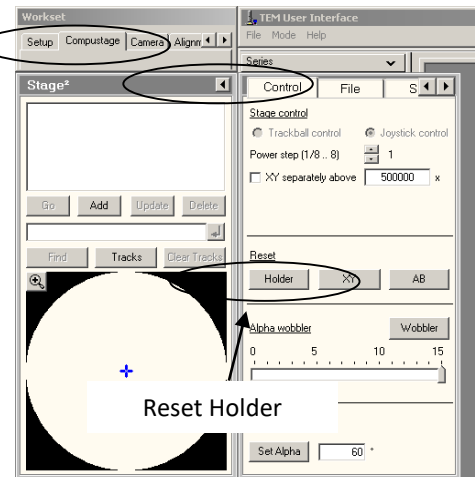 Workset
Setup Compustage Camera Alignm
Stage²
Go Add Update Delete
Find Tracks Clear Tracks
TEM User Interface
File Mode Help
Series
Control File S
Stage control
Trackball control Joystick control
Power step (1/8 .. 8) 1
XY separately above 500000 x
Reset
Holder XY AB
Alpha wobbler Wobbler
0 5 10 15
Reset Holder
Set Alpha 60 °